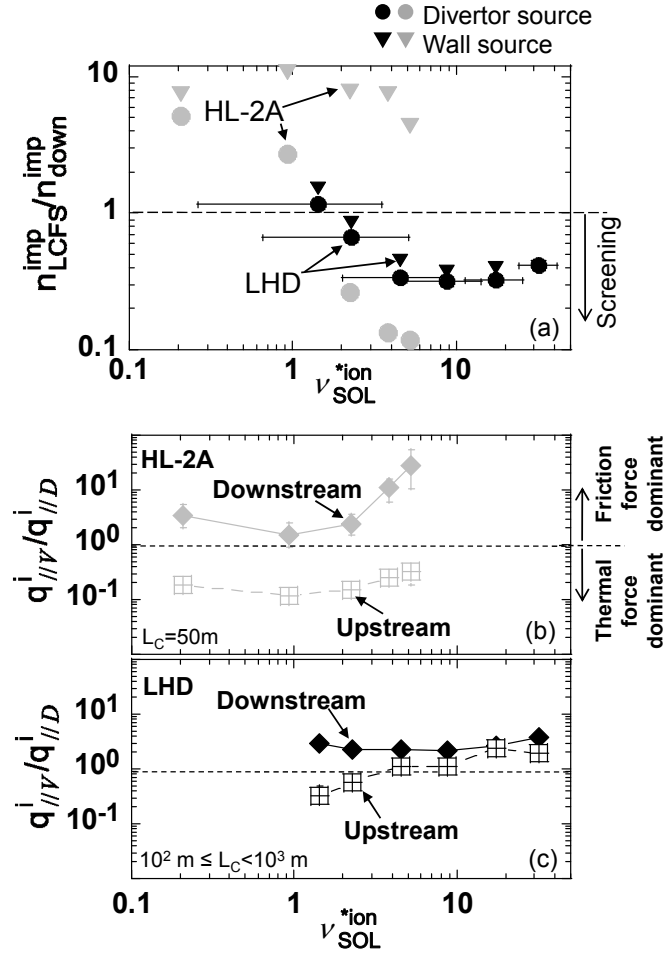 Divertor source
Wall source
n^imp_LCFS/n^imp_down
10
1
0.1
HL-2A
LHD
Screening
(a)
0.1 1 10
ν^*ion_SOL
HL-2A
q^i_//V/q^i_//D
10^1
10^0
10^-1
Downstream
Upstream
L_C=50m
(b)
Friction force dominant
Thermal force dominant
LHD
q^i_//V/q^i_//D
10^1
10^0
10^-1
Downstream
Upstream
10^2 m ≤ L_C<10^3 m
(c)
0.1 1 10
ν^*ion_SOL